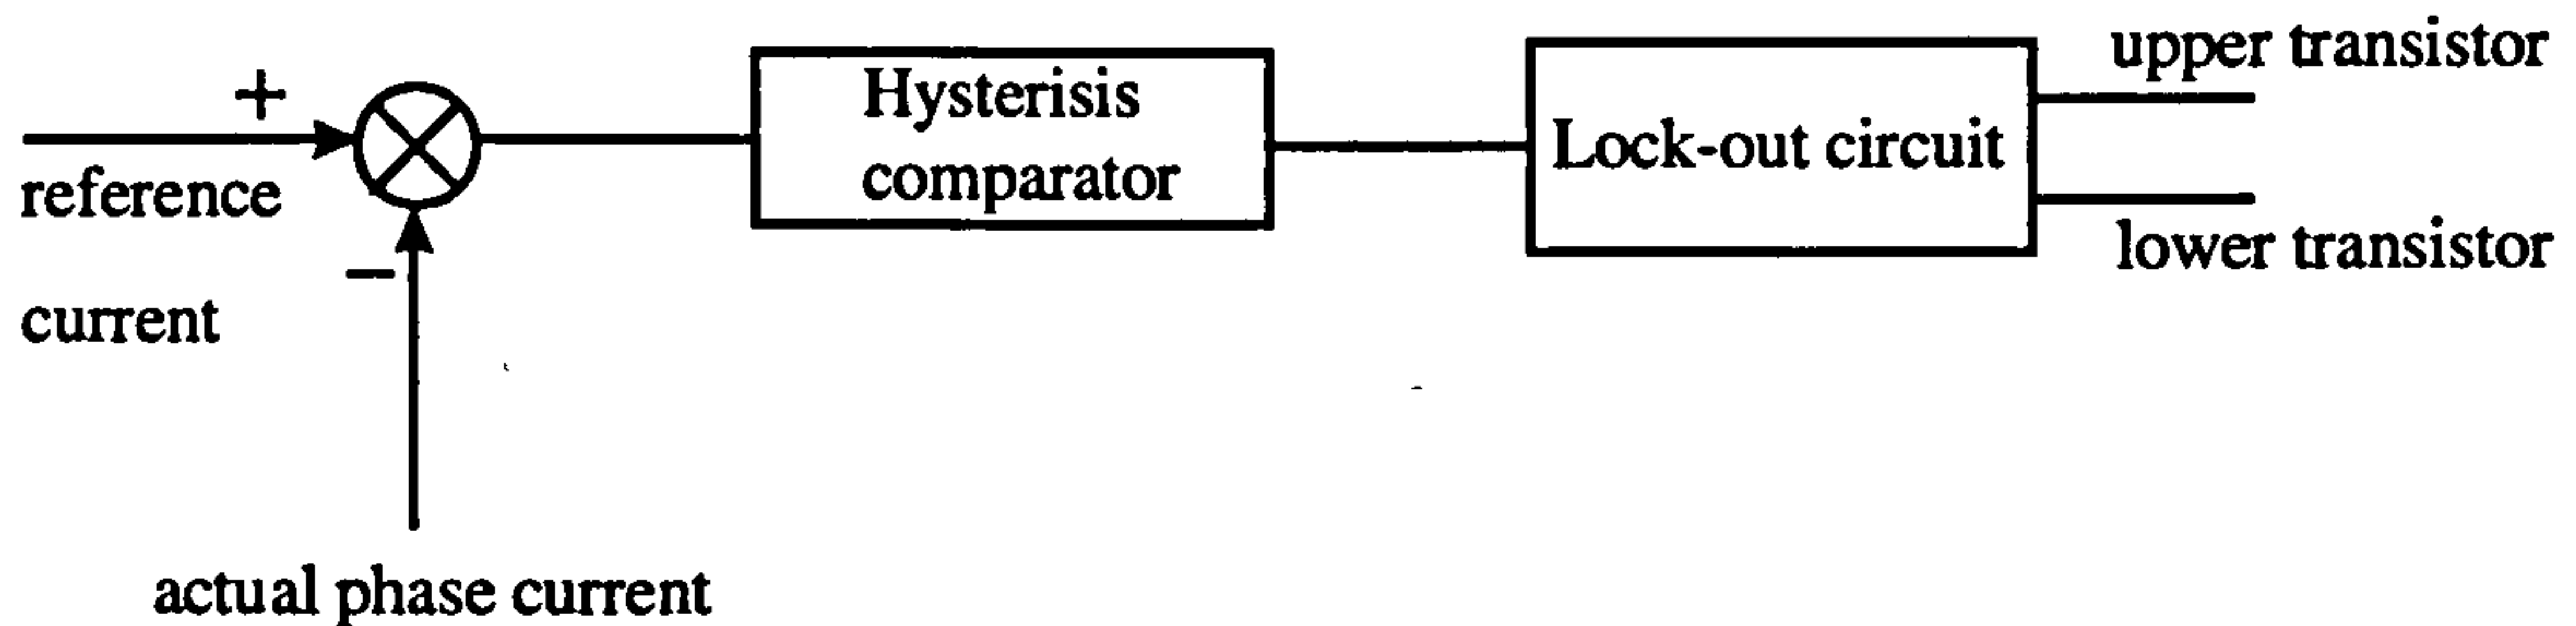 +
reference
current
−
actual phase current
Hysterisis
comparator
Lock-out circuit
upper transistor
lower transistor